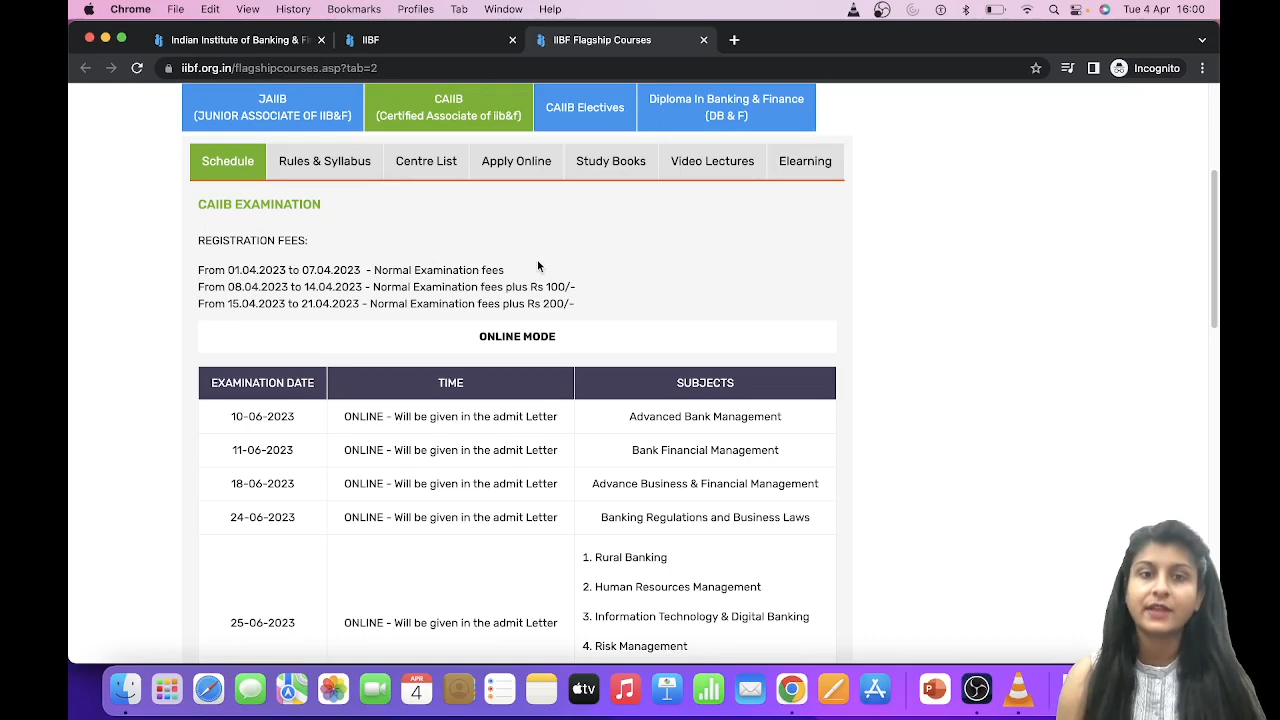 Chrome File Edit View History Bookmarks Profiles Tab Window Help Tue 4 Apr 16:00
Indian Institute of Banking & Fi
IIBF
IIBF Flagship Courses
iibf.org.in/flagshipcourses.asp?tab=2
Incognito
JAIIB
(JUNIOR ASSOCIATE OF IIB&F)
CAIIB
(Certified Associate of iib&f)
CAIIB Electives
Diploma In Banking & Finance
(DB & F)
Schedule Rules & Syllabus Centre List Apply Online Study Books Video Lectures Elearning
CAIIB EXAMINATION
REGISTRATION FEES:
From 01.04.2023 to 07.04.2023 - Normal Examination fees
From 08.04.2023 to 14.04.2023 - Normal Examination fees plus Rs 100/-
From 15.04.2023 to 21.04.2023 - Normal Examination fees plus Rs 200/-
ONLINE MODE
EXAMINATION DATE TIME SUBJECTS
10-06-2023 ONLINE - Will be given in the admit Letter Advanced Bank Management
11-06-2023 ONLINE - Will be given in the admit Letter Bank Financial Management
18-06-2023 ONLINE - Will be given in the admit Letter Advance Business & Financial Management
24-06-2023 ONLINE - Will be given in the admit Letter Banking Regulations and Business Laws
25-06-2023 ONLINE - Will be given in the admit Letter
1. Rural Banking
2. Human Resources Management
3. Information Technology & Digital Banking
4. Risk Management
APR
4
tv